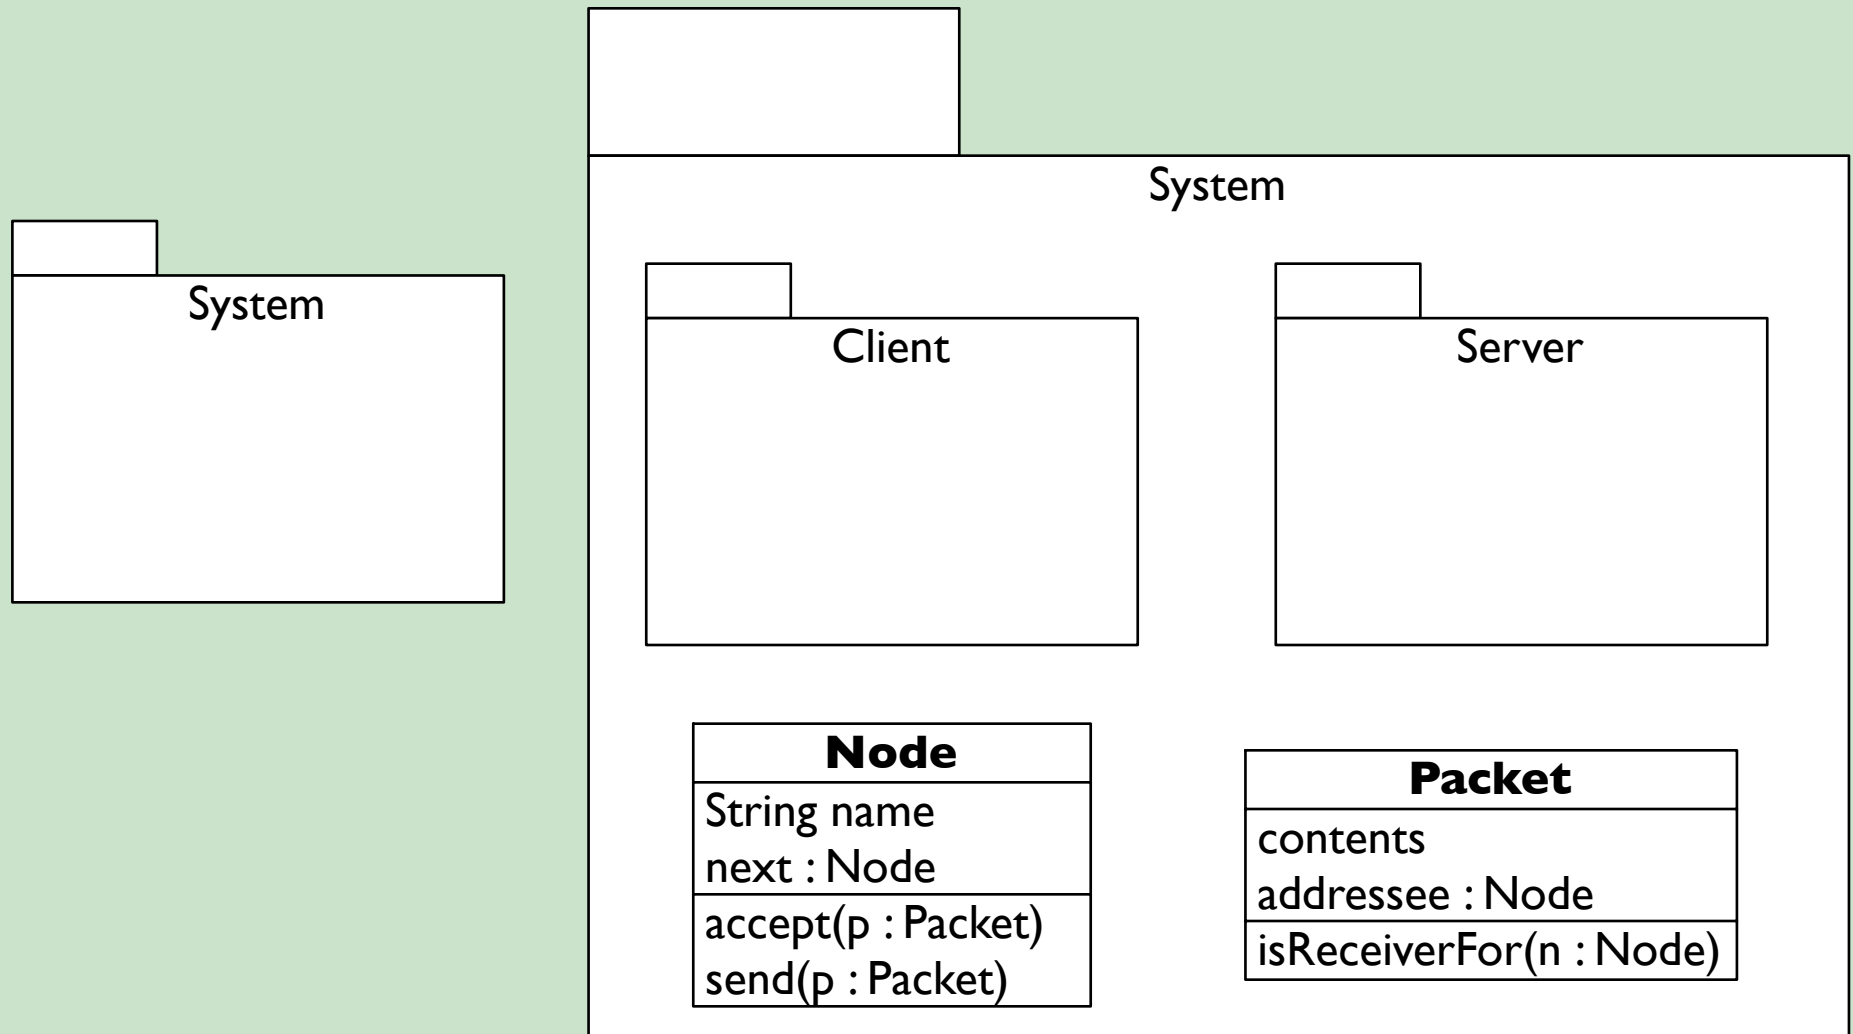 System
System
Client
Server
Node
String name
next : Node
accept(p : Packet)
send(p : Packet)
Packet
contents
addressee : Node
isReceiverFor(n : Node)